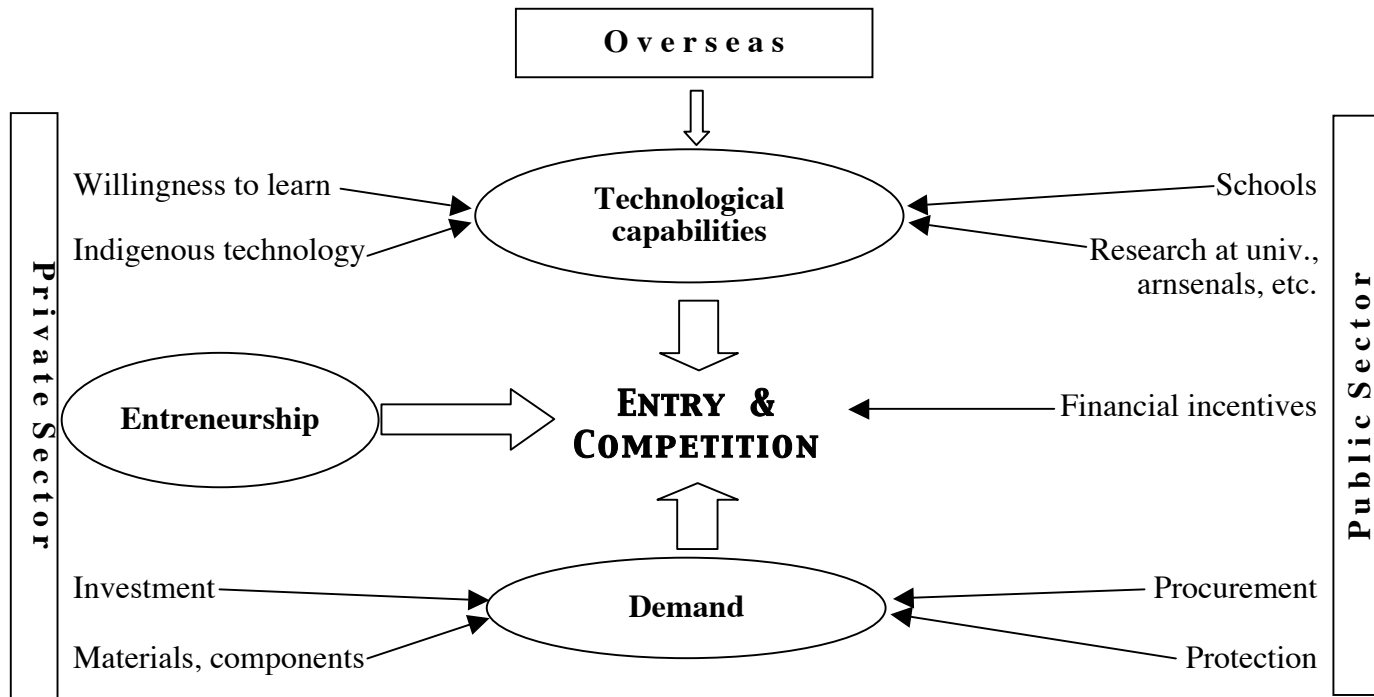 Overseas
Willingness to learn
Indigenous technology
Technological
capabilities
Schools
Research at univ.,
arnsenals, etc.
Private Sector
Public Sector
Entreneurship
ENTRY &
COMPETITION
Financial incentives
Investment
Materials, components
Demand
Procurement
Protection